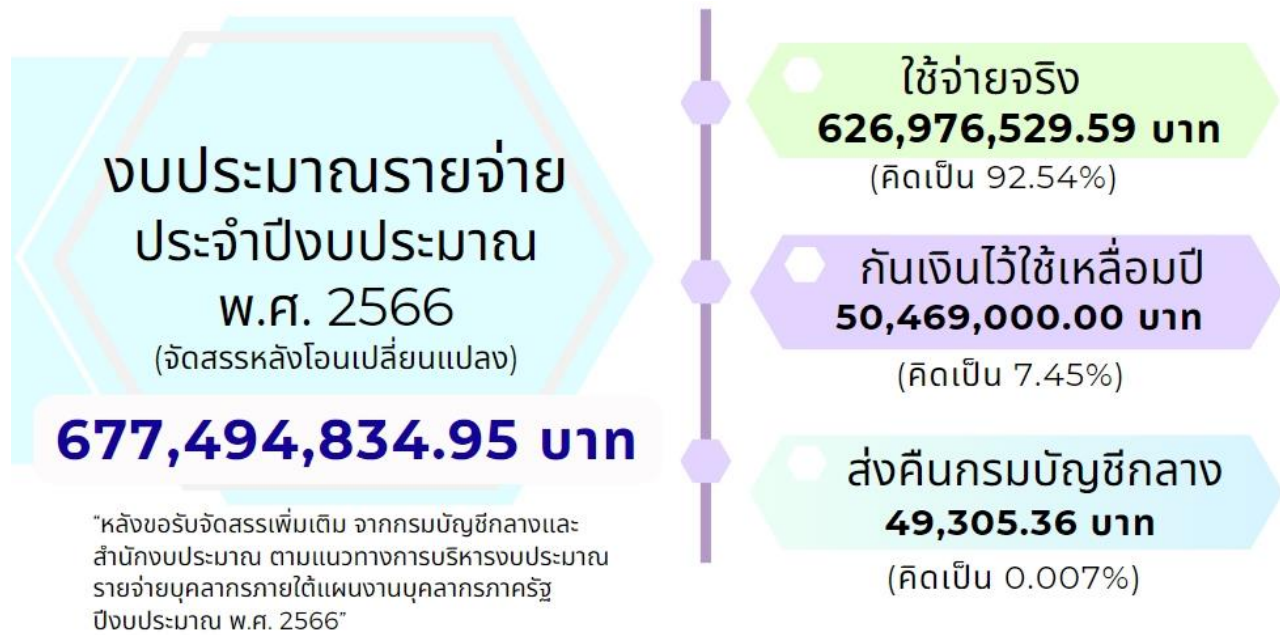 งบประมาณรายจ่าย
ประจำปีงบประมาณ
พ.ศ. 2566
(จัดสรรหลังโอนเปลี่ยนแปลง)
677,494,834.95 บาท
"หลังขอรับจัดสรรเพิ่มเติม จากกรมบัญชีกลางและ
สำนักงบประมาณ ตามแนวทางการบริหารงบประมาณ
รายจ่ายบุคลากรภายใต้แผนงานบุคลากรภาครัฐ
ปีงบประมาณ พ.ศ. 2566"
ใช้จ่ายจริง
626,976,529.59 บาท
(คิดเป็น 92.54%)
กันเงินไว้ใช้เหลื่อมปี
50,469,000.00 บาท
(คิดเป็น 7.45%)
ส่งคืนกรมบัญชีกลาง
49,305.36 บาท
(คิดเป็น 0.007%)